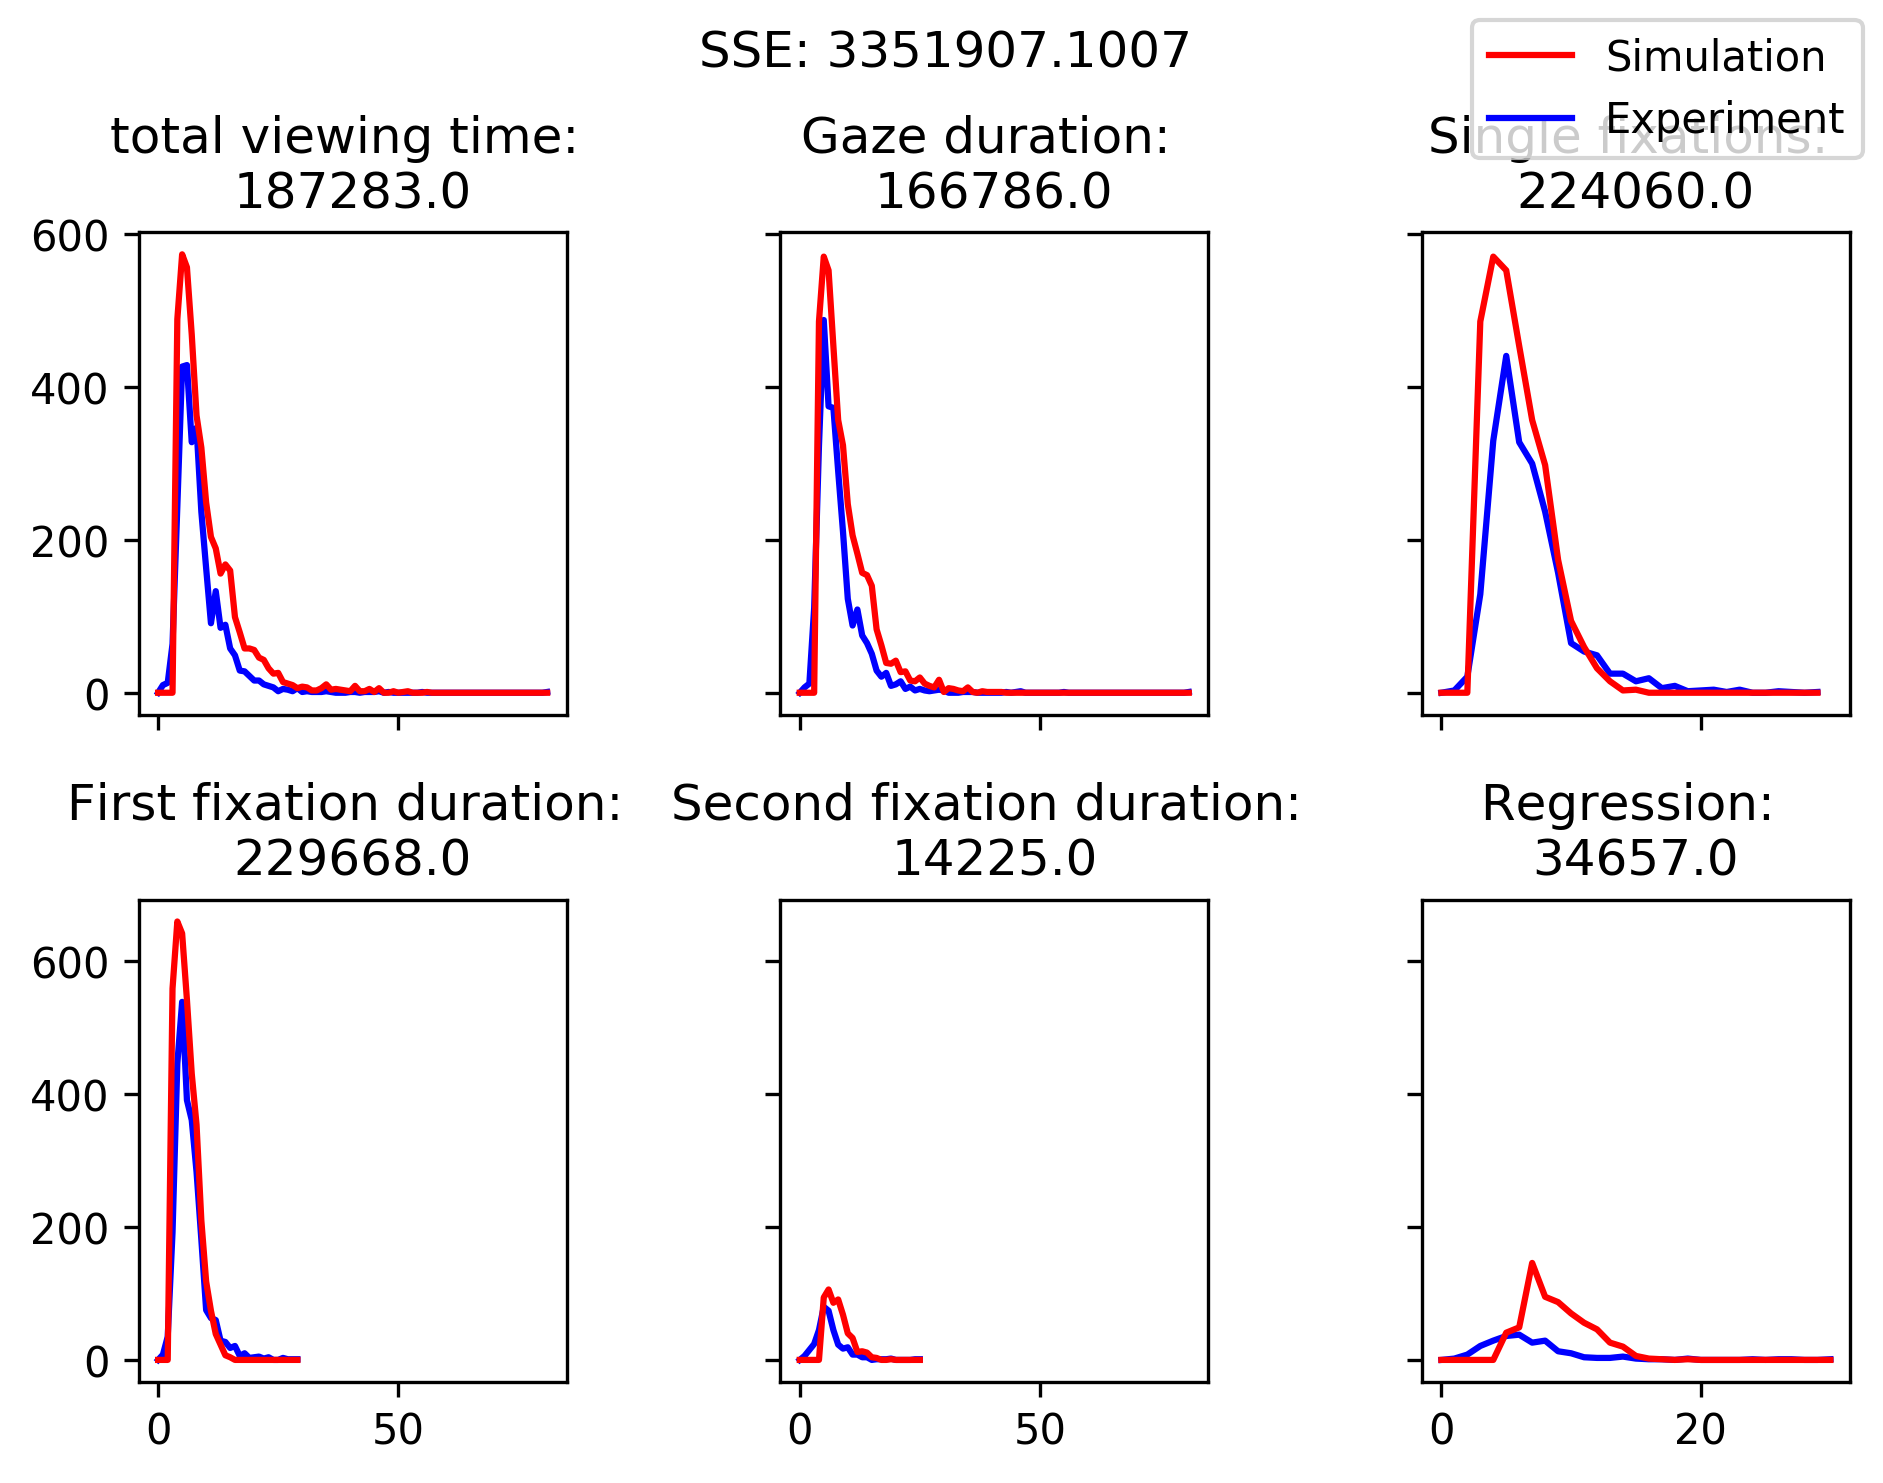 SSE: 3351907.1007
Simulation
Experiment
total viewing time:
187283.0
Gaze duration:
166786.0
Single fixations:
224060.0
600
400
200
0
First fixation duration:
229668.0
Second fixation duration:
14225.0
Regression:
34657.0
600
400
200
0
0
50
0
50
0
20